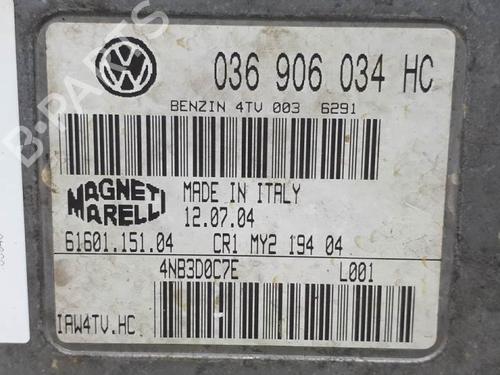 036 906 034 HC
BENZIN 4TV 003 6291
MAGNETI MARELLI
MADE IN ITALY
12.07.04
61601.151.04 CR1 MY2 194 04
4NB3D0C7E L001
IAW4TV.HC
B-PARTS